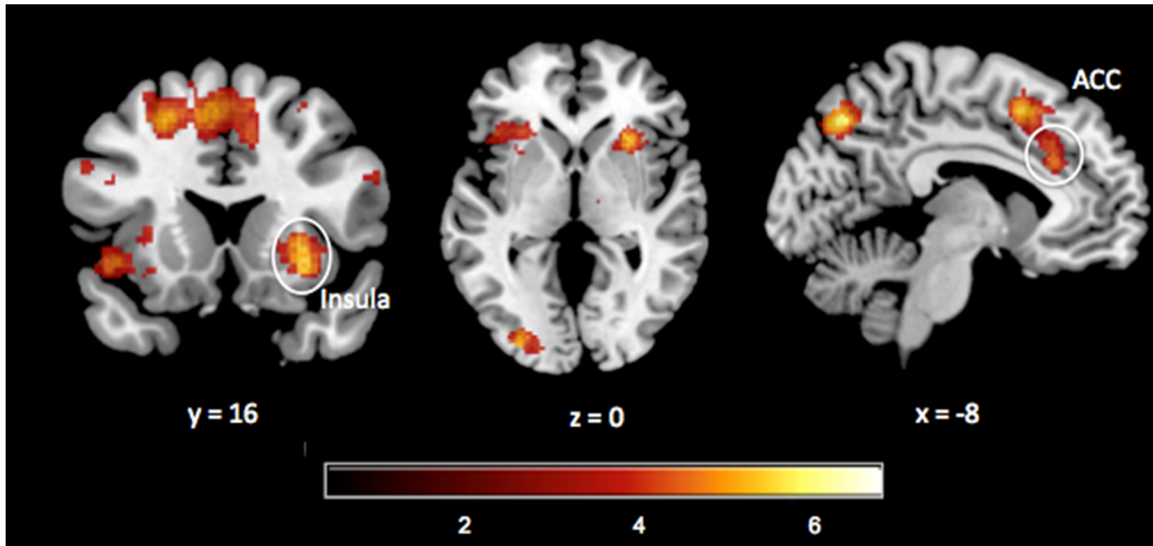 ACC
Insula
y = 16
z = 0
x = -8
2
4
6